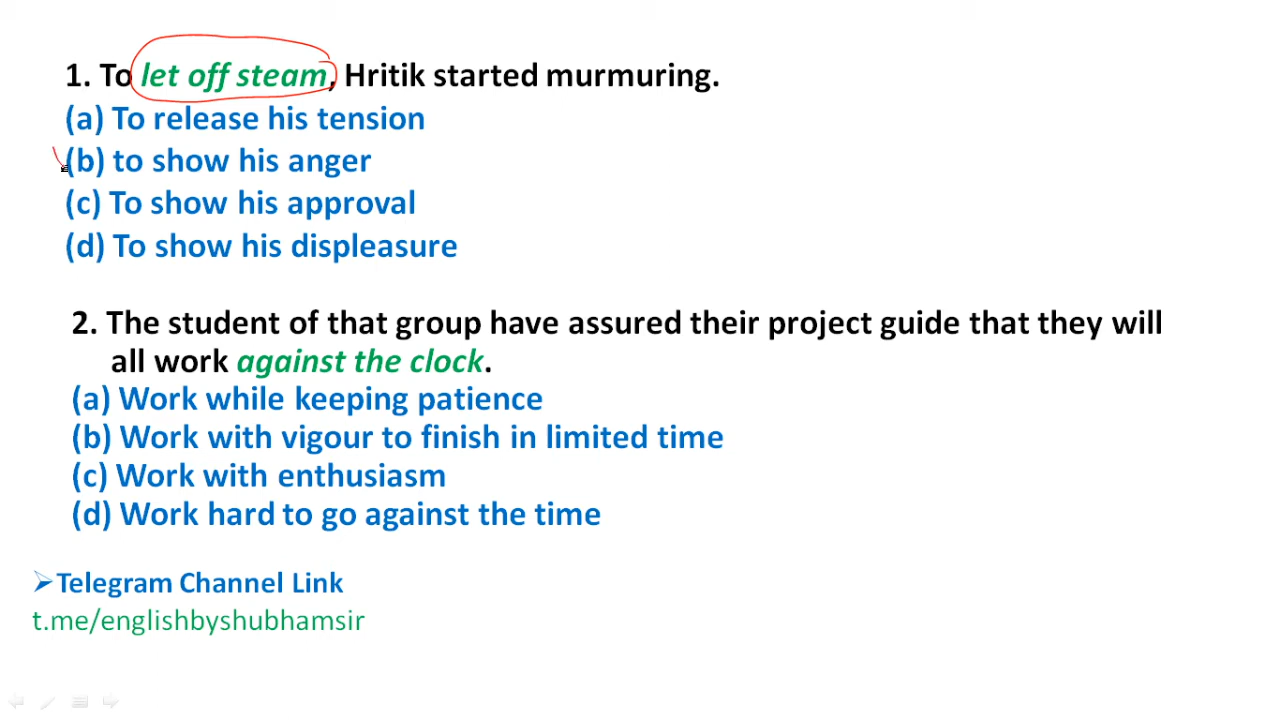 1. To let off steam, Hritik started murmuring.
(a) To release his tension
(b) to show his anger
(c) To show his approval
(d) To show his displeasure
2. The student of that group have assured their project guide that they will
all work against the clock.
(a) Work while keeping patience
(b) Work with vigour to finish in limited time
(c) Work with enthusiasm
(d) Work hard to go against the time
➢Telegram Channel Link
t.me/englishbyshubhamsir